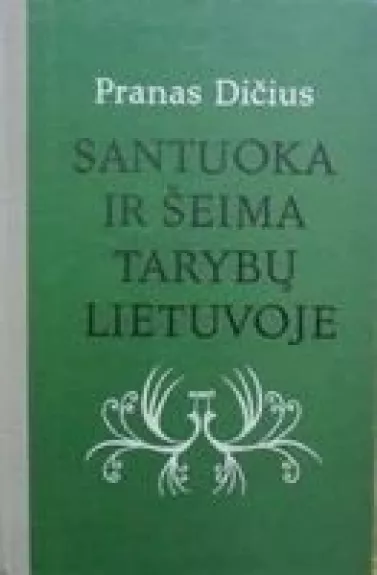 Pranas Dičius
SANTUOKA
IR ŠEIMA
TARYBŲ
LIETUVOJE